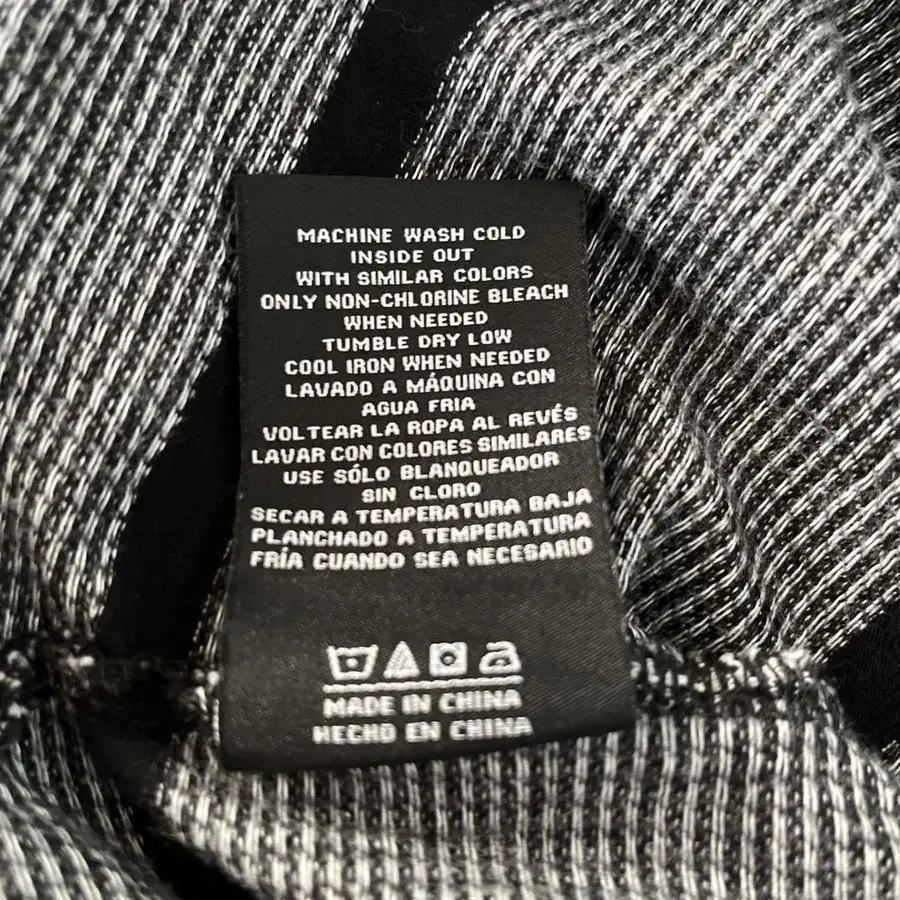 MACHINE WASH COLD
INSIDE OUT
WITH SIMILAR COLORS
ONLY NON-CHLORINE BLEACH
WHEN NEEDED
TUMBLE DRY LOW
COOL IRON WHEN NEEDED
LAVADO A MÁQUINA CON
AGUA FRIA
VOLTEAR LA ROPA AL REVÉS
LAVAR CON COLORES SIMILARES
USE SÓLO BLANQUEADOR
SIN CLORO
SECAR A TEMPERATURA BAJA
PLANCHADO A TEMPERATURA
FRÍA CUANDO SEA NECESARIO
MADE IN CHINA
HECHO EN CHINA